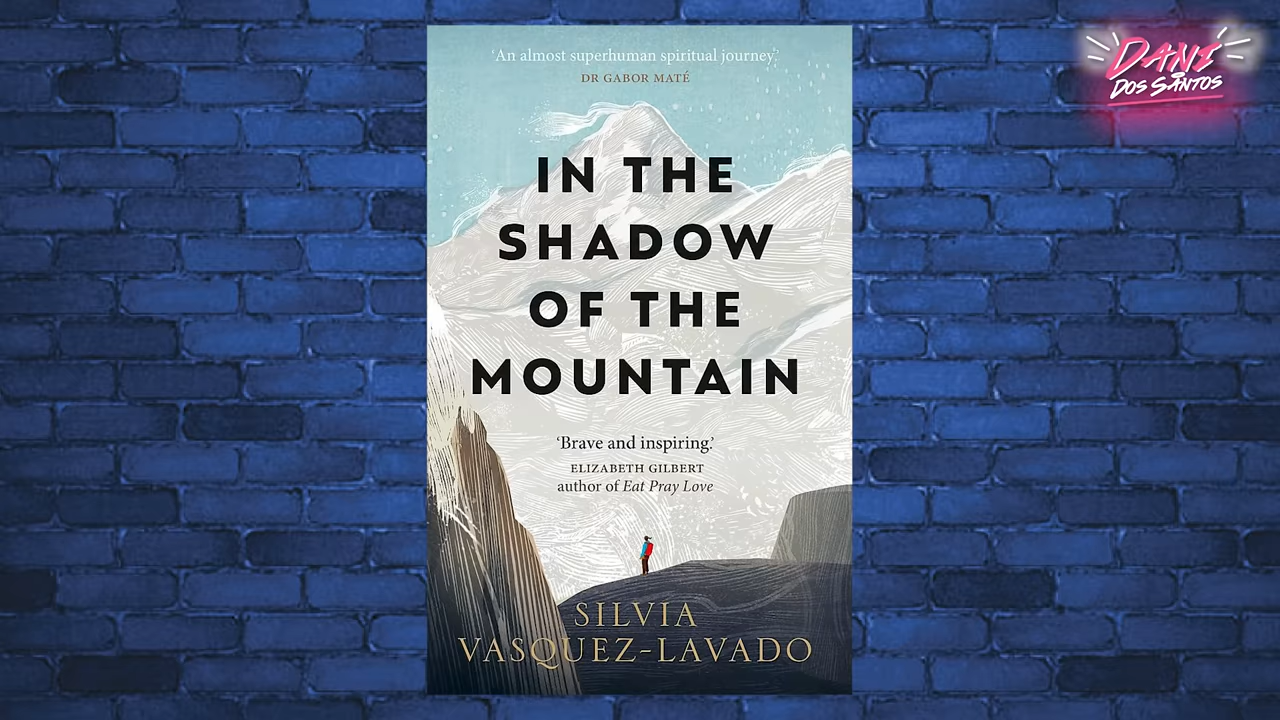 'An almost superhuman spiritual journey.'
DR GABOR MATÉ
IN THE
SHADOW
OF THE
MOUNTAIN
'Brave and inspiring.'
ELIZABETH GILBERT
author of Eat Pray Love
SILVIA
VASQUEZ-LAVADO
DANI
DOS SANTOS